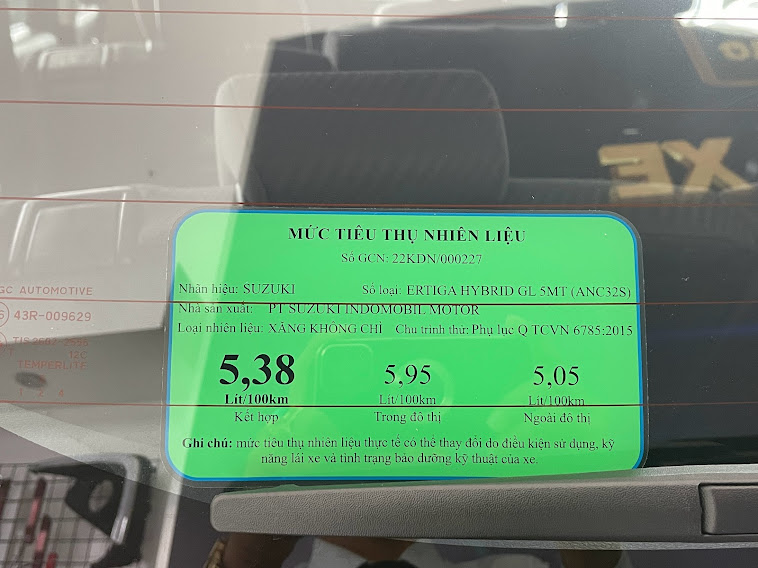 XE
MỨC TIÊU THỤ NHIÊN LIỆU
Số GCN: 22KDN/000227
Nhãn hiệu: SUZUKI Số loại: ERTIGA HYBRID GL 5MT (ANC32S)
Nhà sản xuất: PT SUZUKI INDOMOBIL MOTOR
Loại nhiên liệu: XĂNG KHÔNG CHÌ Chu trình thử: Phụ lục Q TCVN 6785:2015
5,38 5,95 5,05
Lít/100km Lít/100km Lít/100km
Kết hợp Trong đô thị Ngoài đô thị
Ghi chú: mức tiêu thụ nhiên liệu thực tế có thể thay đổi do điều kiện sử dụng, kỹ
năng lái xe và tình trạng bảo dưỡng kỹ thuật của xe.
GC AUTOMOTIVE
43R-009629
12C
TEMPERLITE
1 2 4